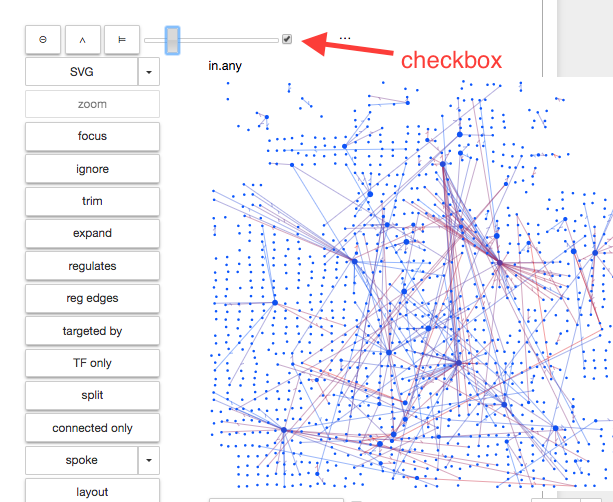 Θ
∧
⊨
...
checkbox
SVG
in.any
zoom
focus
ignore
trim
expand
regulates
reg edges
targeted by
TF only
split
connected only
spoke
layout